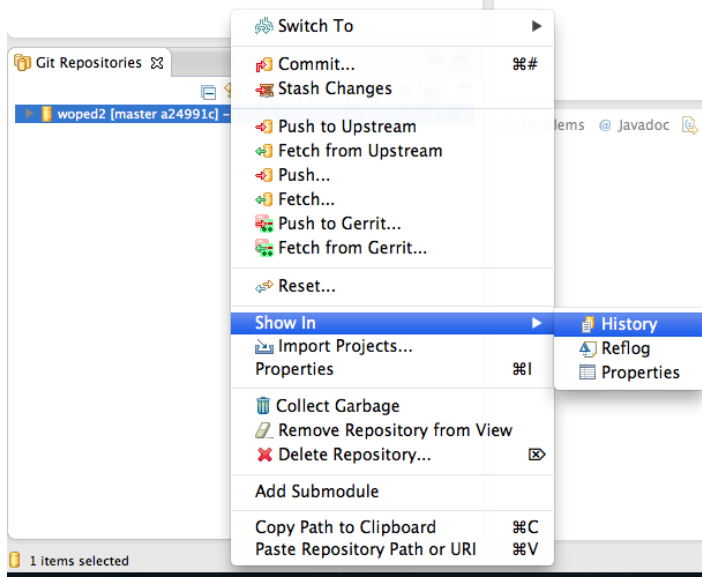 Git Repositories
woped2 [master a24991c] –
Switch To
Commit... ⌘#
Stash Changes
Push to Upstream
Fetch from Upstream
Push...
Fetch...
Push to Gerrit...
Fetch from Gerrit...
Reset...
Show In
Import Projects...
Properties ⌘I
Collect Garbage
Remove Repository from View
Delete Repository... ⌦
Add Submodule
Copy Path to Clipboard ⌘C
Paste Repository Path or URI ⌘V
History
Reflog
Properties
lems @ Javadoc
1 items selected